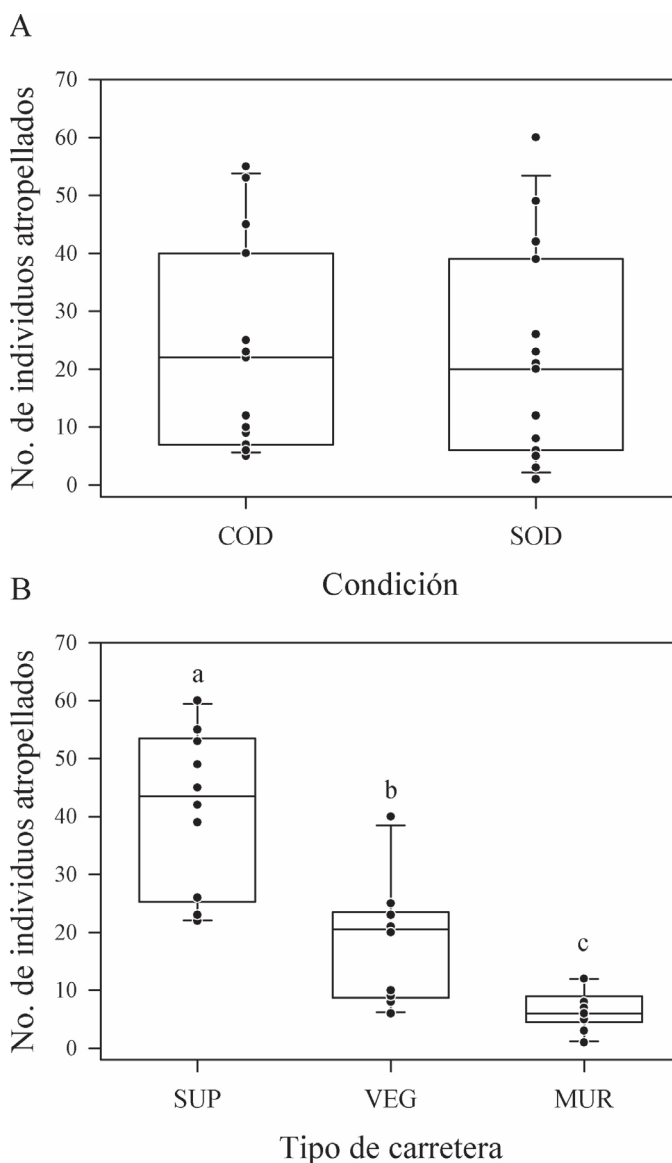 A
No. de individuos atropellados
70
60
50
40
30
20
10
0
COD SOD
Condición
B
No. de individuos atropellados
70
60
50
40
30
20
10
0
a
b
c
SUP VEG MUR
Tipo de carretera